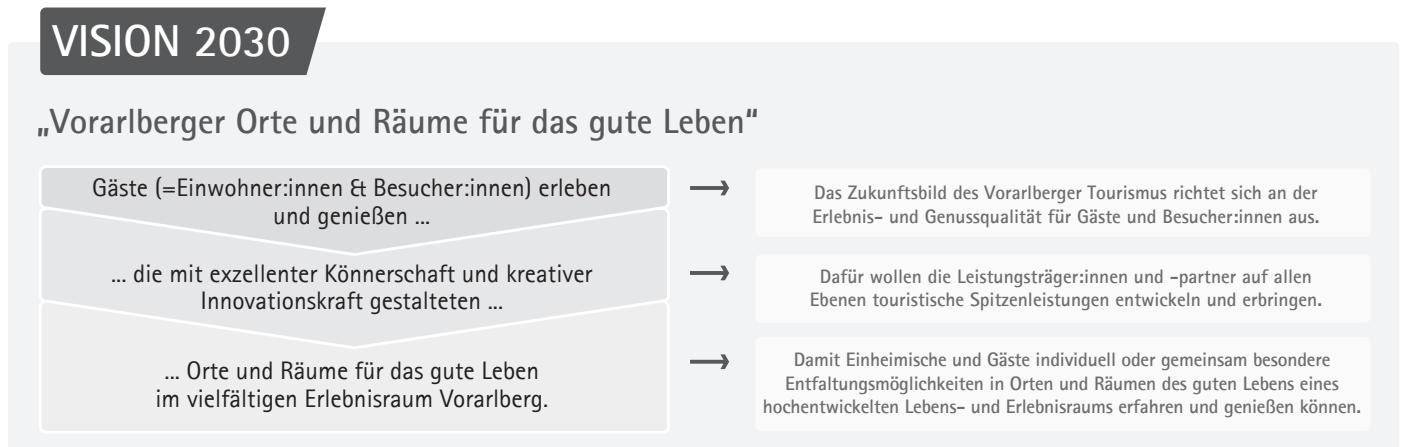 VISION 2030
„Vorarlberger Orte und Räume für das gute Leben“
Gäste (=Einwohner:innen & Besucher:innen) erleben
und genießen ...
Das Zukunftsbild des Vorarlberger Tourismus richtet sich an der
Erlebnis- und Genussqualität für Gäste und Besucher:innen aus.
... die mit exzellenter Könnerschaft und kreativer
Innovationskraft gestalteten ...
Dafür wollen die Leistungsträger:innen und -partner auf allen
Ebenen touristische Spitzenleistungen entwickeln und erbringen.
... Orte und Räume für das gute Leben
im vielfältigen Erlebnisraum Vorarlberg.
Damit Einheimische und Gäste individuell oder gemeinsam besondere
Entfaltungsmöglichkeiten in Orten und Räumen des guten Lebens eines
hochentwickelten Lebens- und Erlebnisraums erfahren und genießen können.